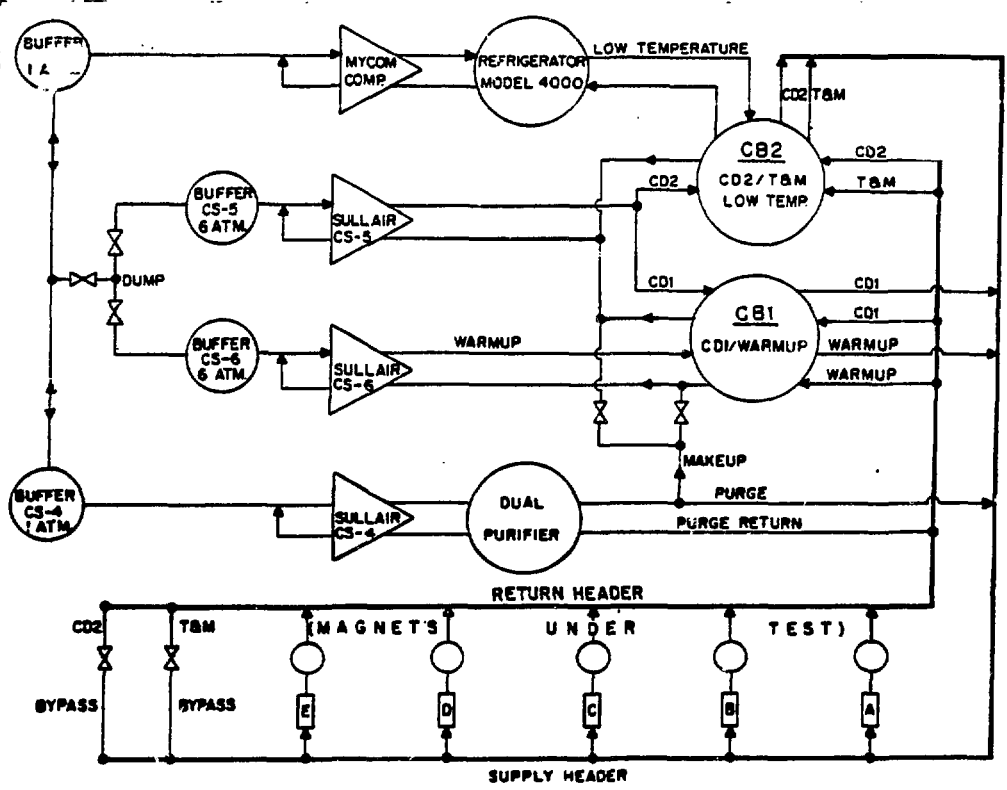 BUFFER
MYCOM
COMP.
REFRIGERATOR
MODEL 4000
LOW TEMPERATURE
CD2 T&M
CB2
CD2/T&M
LOW TEMP.
CD2
T&M
BUFFER
CS-5
6 ATM.
SULLAIR
CS-5
CD2
DUMP
CD1
CD1
CB1
CD1/WARMUP
CD1
WARMUP
WARMUP
BUFFER
CS-6
6 ATM.
SULLAIR
CS-6
WARMUP
MAKEUP
BUFFER
CS-4
1 ATM.
SULLAIR
CS-4
DUAL
PURIFIER
PURGE
PURGE RETURN
RETURN HEADER
CD2
T&M
(MAGNET'S UNDER TEST)
BYPASS
BYPASS
E
D
C
B
A
SUPPLY HEADER